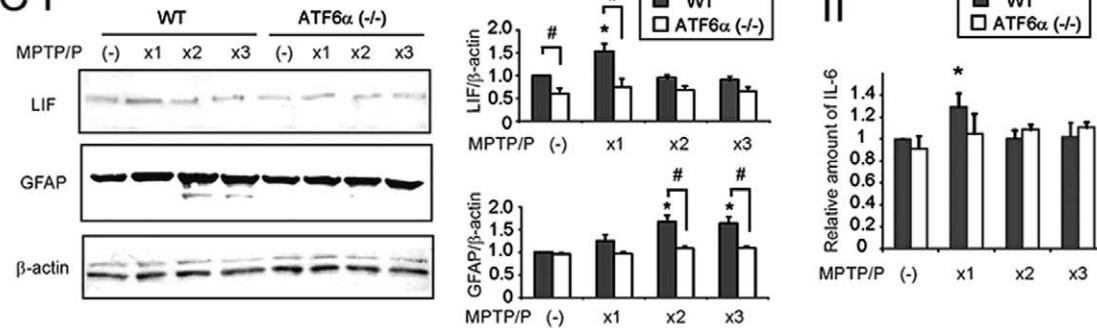 WT ATF6α (-/-)
MPTP/P (-) x1 x2 x3 (-) x1 x2 x3
LIF
GFAP
β-actin
WT
ATF6α (-/-)
#
*
#
LIF/β-actin
2.0
1.5
1.0
0.5
0
MPTP/P (-) x1 x2 x3
# #
* *
GFAP/β-actin
2.0
1.5
1.0
0.5
0
MPTP/P (-) x1 x2 x3
WT
ATF6α (-/-)
*
Relative amount of IL-6
1.4
1.2
1
0.8
0.6
0.4
0.2
0
MPTP/P (-) x1 x2 x3